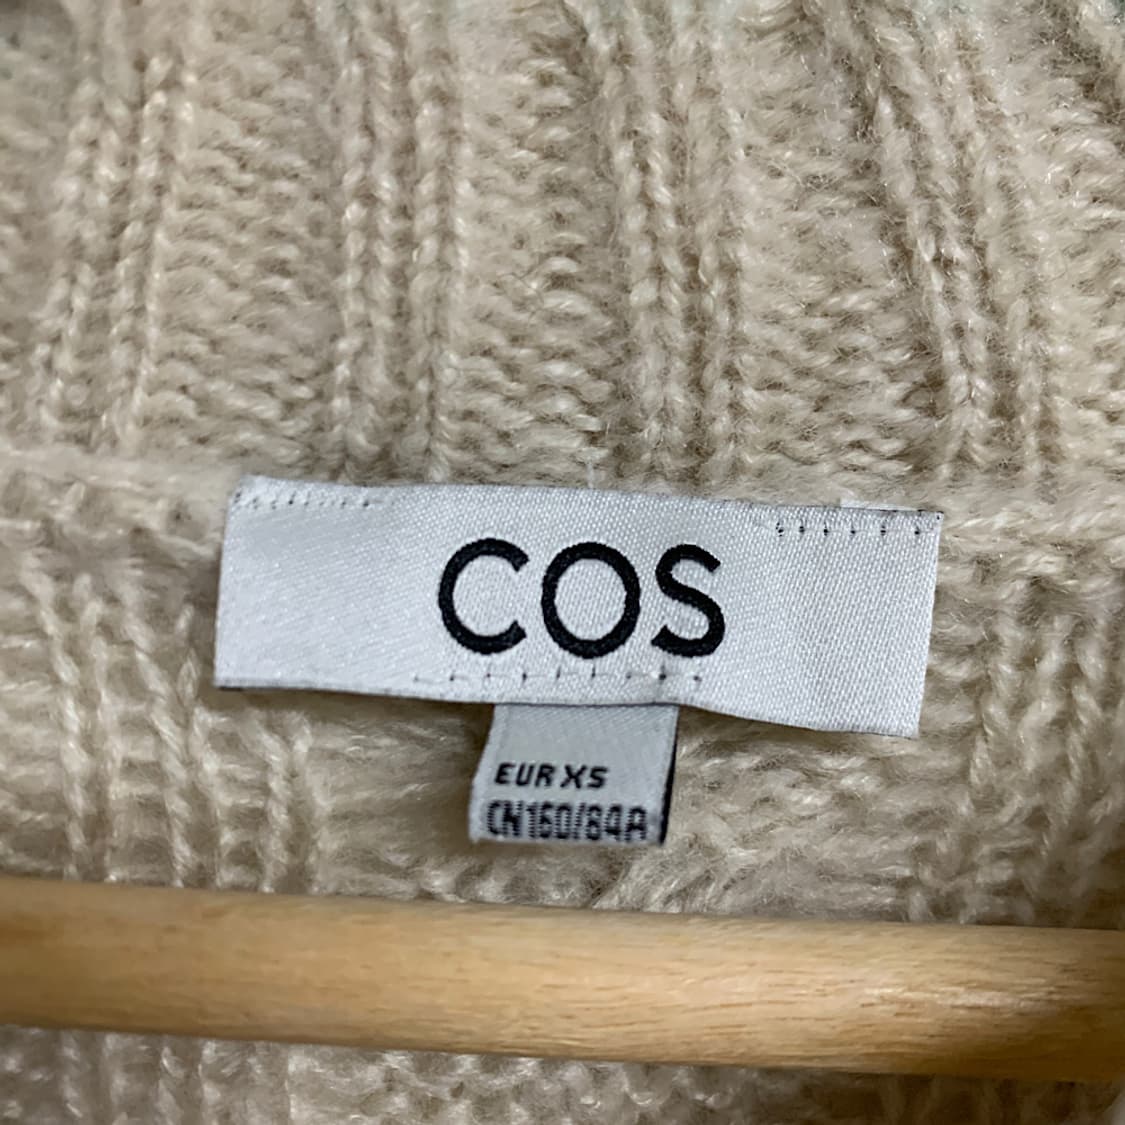 COS
EUR XS
CN160/84A